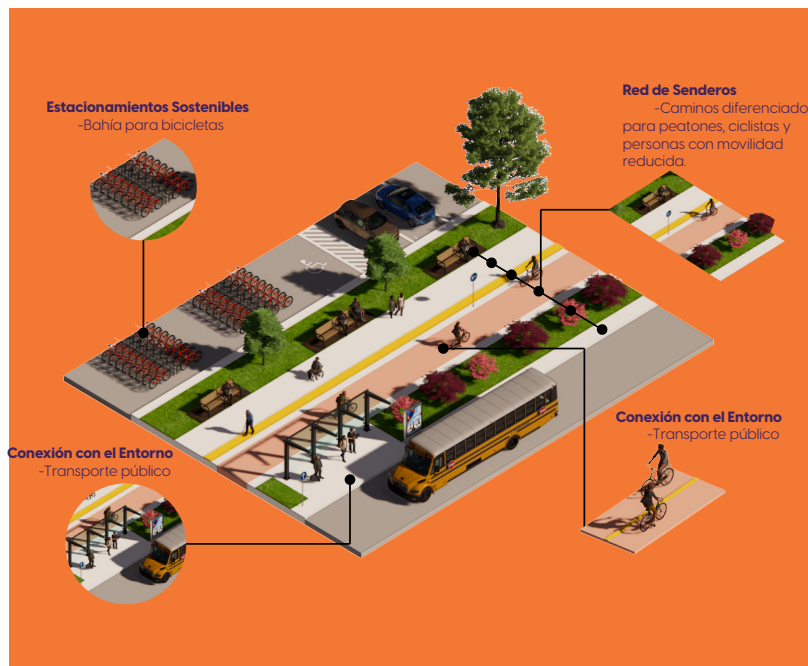 Estacionamientos Sostenibles
-Bahía para bicicletas
Red de Senderos
-Caminos diferenciado
para peatones, ciclistas y
personas con movilidad
reducida.
Conexión con el Entorno
-Transporte público
Conexión con el Entorno
-Transporte público